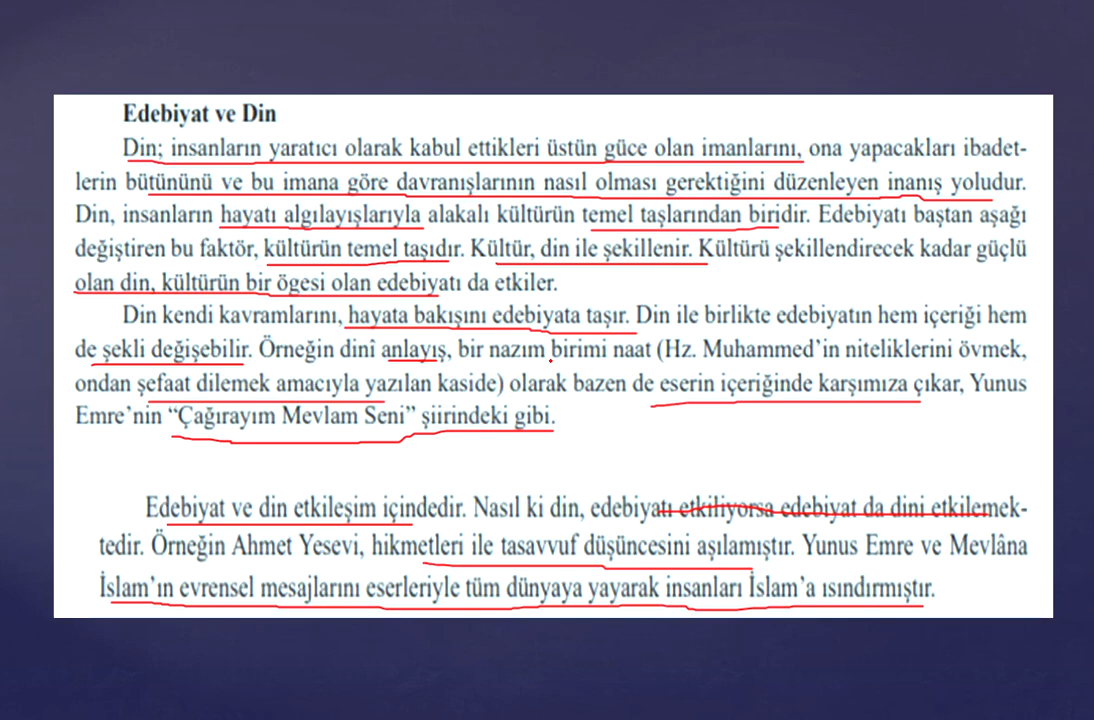 Edebiyat ve Din
Din; insanların yaratıcı olarak kabul ettikleri üstün güce olan imanlarını, ona yapacakları ibadet-
lerin bütününü ve bu imana göre davranışlarının nasıl olması gerektiğini düzenleyen inanış yoludur.
Din, insanların hayatı algılayışlarıyla alakalı kültürün temel taşlarından biridir. Edebiyatı baştan aşağı
değiştiren bu faktör, kültürün temel taşıdır. Kültür, din ile şekillenir. Kültürü şekillendirecek kadar güçlü
olan din, kültürün bir ögesi olan edebiyatı da etkiler.
Din kendi kavramlarını, hayata bakışını edebiyata taşır. Din ile birlikte edebiyatın hem içeriği hem
de şekli değişebilir. Örneğin dinî anlayış, bir nazım birimi naat (Hz. Muhammed’in niteliklerini övmek,
ondan şefaat dilemek amacıyla yazılan kaside) olarak bazen de eserin içeriğinde karşımıza çıkar, Yunus
Emre’nin “Çağırayım Mevlam Seni” şiirindeki gibi.
Edebiyat ve din etkileşim içindedir. Nasıl ki din, edebiyatı etkiliyorsa edebiyat da dini etkilemek-
tedir. Örneğin Ahmet Yesevi, hikmetleri ile tasavvuf düşüncesini aşılamıştır. Yunus Emre ve Mevlâna
İslam’ın evrensel mesajlarını eserleriyle tüm dünyaya yayarak insanları İslam’a ısındırmıştır.